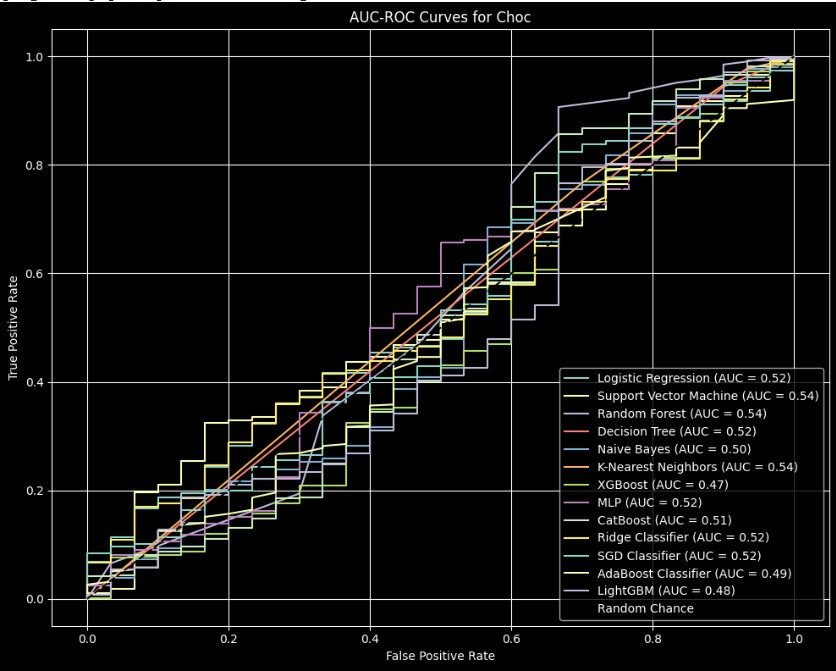 AUC-ROC Curves for Choc
1.0
0.8
0.6
0.4
0.2
0.0
True Positive Rate
Logistic Regression (AUC = 0.52)
Support Vector Machine (AUC = 0.54)
Random Forest (AUC = 0.54)
Decision Tree (AUC = 0.52)
Naive Bayes (AUC = 0.50)
K-Nearest Neighbors (AUC = 0.54)
XGBoost (AUC = 0.47)
MLP (AUC = 0.52)
CatBoost (AUC = 0.51)
Ridge Classifier (AUC = 0.52)
SGD Classifier (AUC = 0.52)
AdaBoost Classifier (AUC = 0.49)
LightGBM (AUC = 0.48)
Random Chance
0.0 0.2 0.4 0.6 0.8 1.0
False Positive Rate